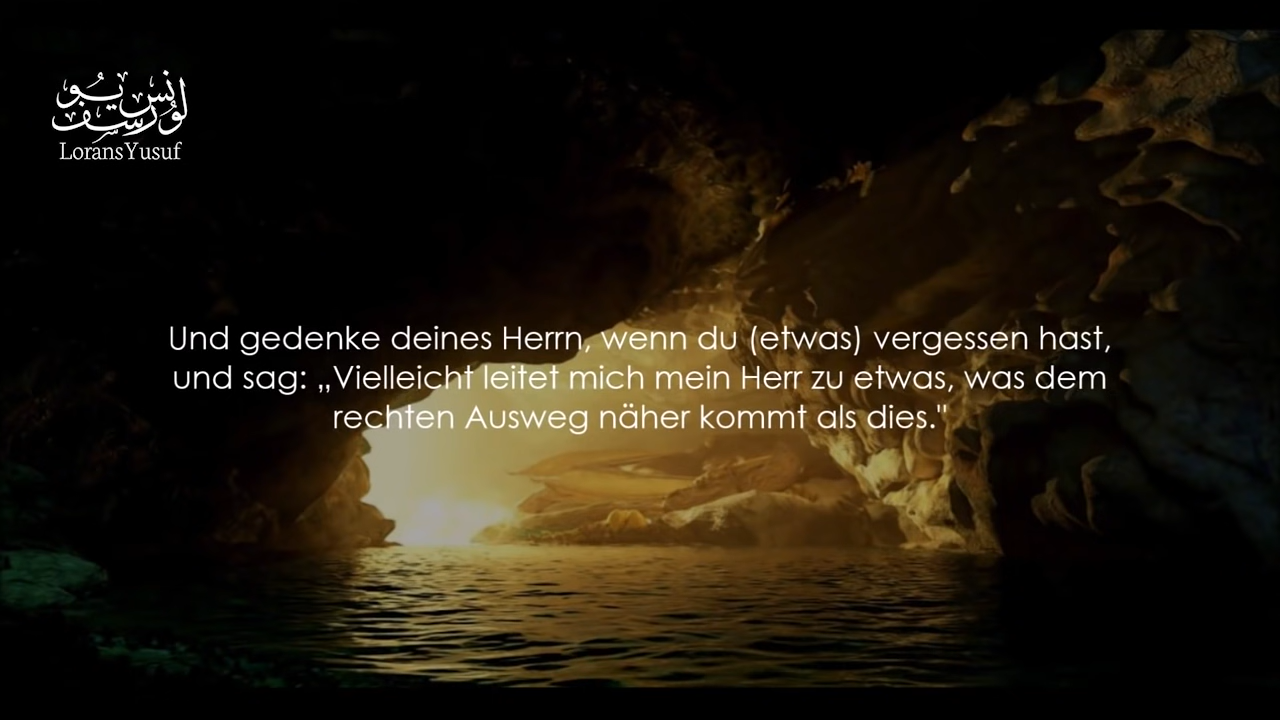 لورنس يوسف
LoransYusuf
Und gedenke deines Herrn, wenn du (etwas) vergessen hast,
und sag: „Vielleicht leitet mich mein Herr zu etwas, was dem
rechten Ausweg näher kommt als dies."